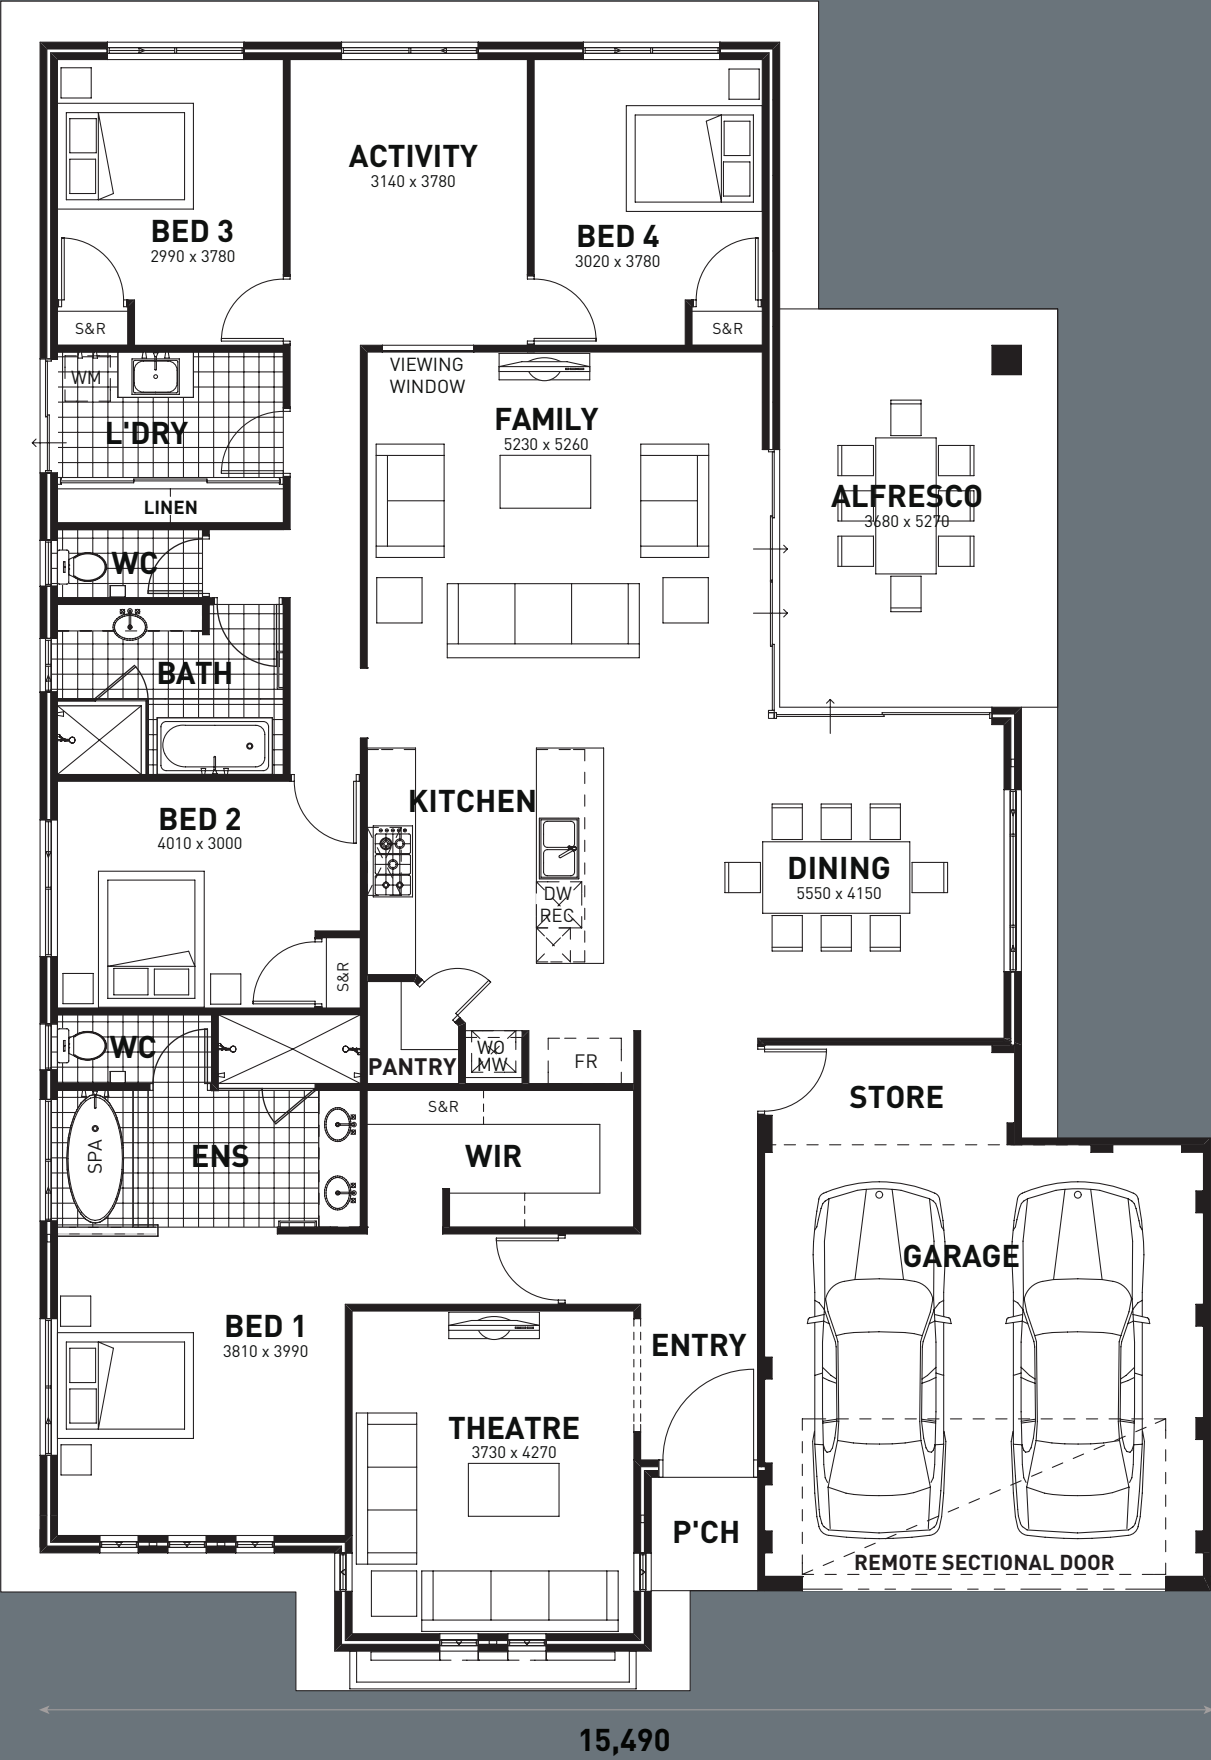 ACTIVITY
3140 x 3780
BED 3
2990 x 3780
BED 4
3020 x 3780
S&R
S&R
VIEWING
WINDOW
WM
L'DRY
FAMILY
5230 x 5260
LINEN
ALFRESCO
3680 x 5270
WC
BATH
KITCHEN
BED 2
4010 x 3000
DINING
5550 x 4150
DW
REC
S&R
WC
PANTRY
WO
MW
FR
STORE
S&R
SPA
ENS
WIR
GARAGE
BED 1
3810 x 3990
ENTRY
THEATRE
3730 x 4270
P'CH
REMOTE SECTIONAL DOOR
15,490